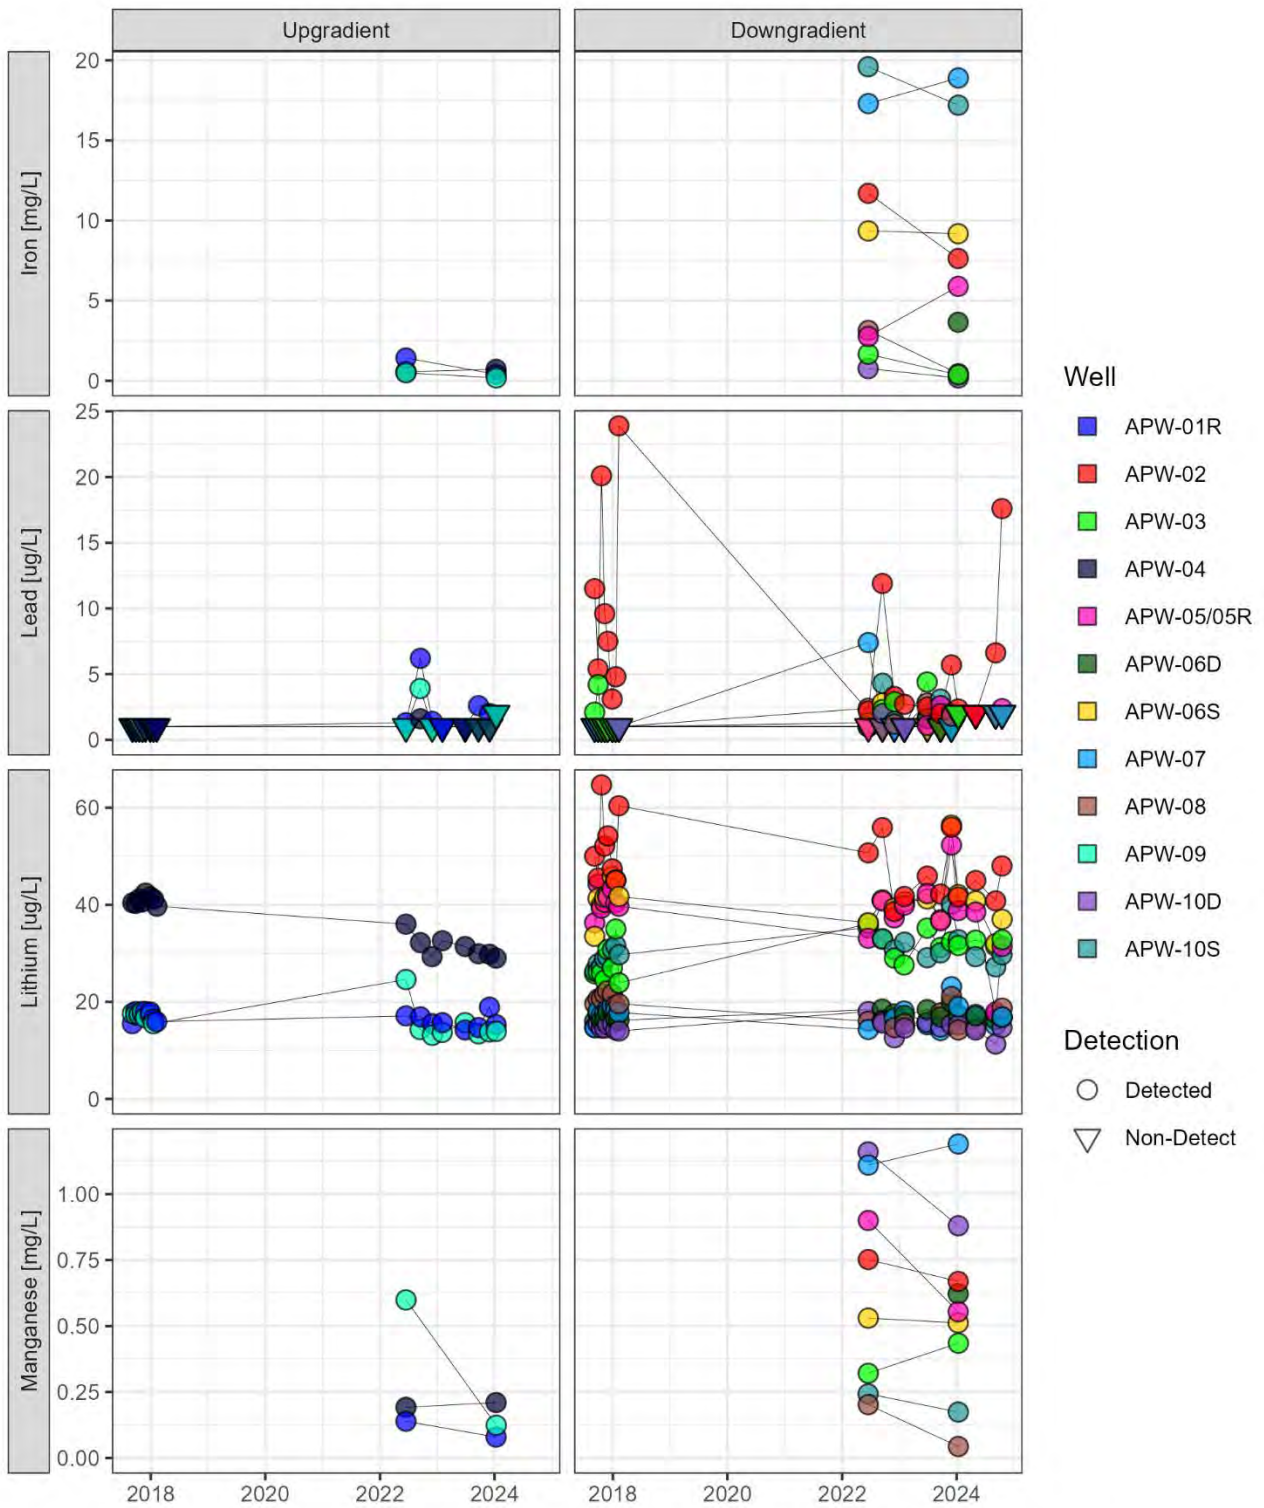 Upgradient
Downgradient
Iron [mg/L]
20
15
10
5
0
Lead [ug/L]
25
20
15
10
5
0
Lithium [ug/L]
60
40
20
0
Manganese [mg/L]
1.00
0.75
0.50
0.25
0.00
2018
2020
2022
2024
2018
2020
2022
2024
Well
APW-01R
APW-02
APW-03
APW-04
APW-05/05R
APW-06D
APW-06S
APW-07
APW-08
APW-09
APW-10D
APW-10S
Detection
Detected
Non-Detect